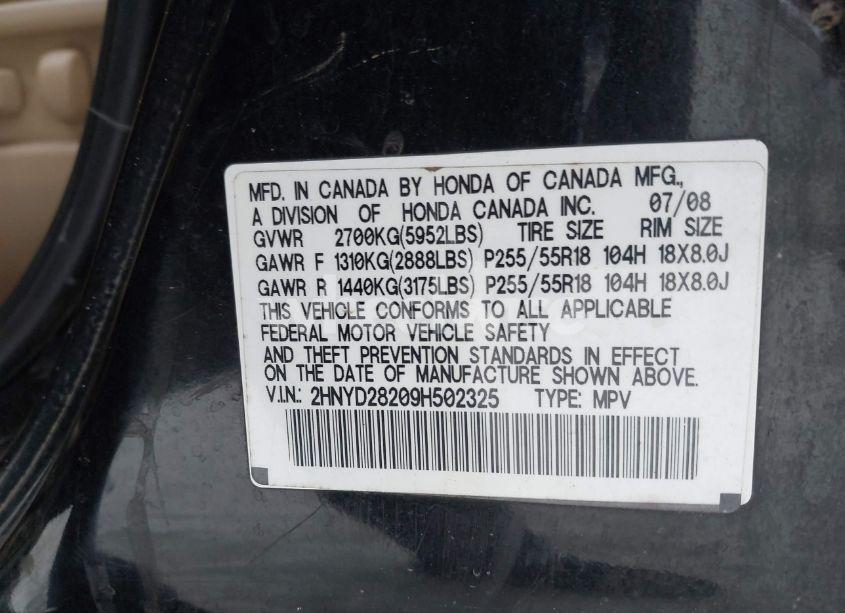 MFD. IN CANADA BY HONDA OF CANADA MFG.,
A DIVISION OF HONDA CANADA INC. 07/08
GVWR 2700KG(5952LBS) TIRE SIZE RIM SIZE
GAWR F 1310KG(2888LBS) P255/55R18 104H 18X8.0J
GAWR R 1440KG(3175LBS) P255/55R18 104H 18X8.0J
THIS VEHICLE CONFORMS TO ALL APPLICABLE
FEDERAL MOTOR VEHICLE SAFETY
AND THEFT PREVENTION STANDARDS IN EFFECT
ON THE DATE OF MANUFACTURE SHOWN ABOVE.
V.I.N.: 2HNYD28209H502325 TYPE: MPV